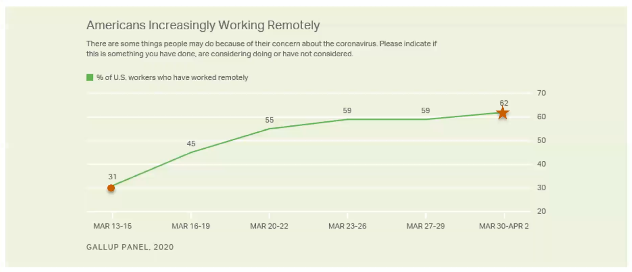 Americans Increasingly Working Remotely
There are some things people may do because of their concern about the coronavirus. Please indicate if
this is something you have done, are considering doing or have not considered.
% of U.S. workers who have worked remotely
70
62
59
59
60
55
50
45
40
31
30
20
MAR 13-15 MAR 16-19 MAR 20-22 MAR 23-26 MAR 27-29 MAR 30-APR 2
GALLUP PANEL, 2020